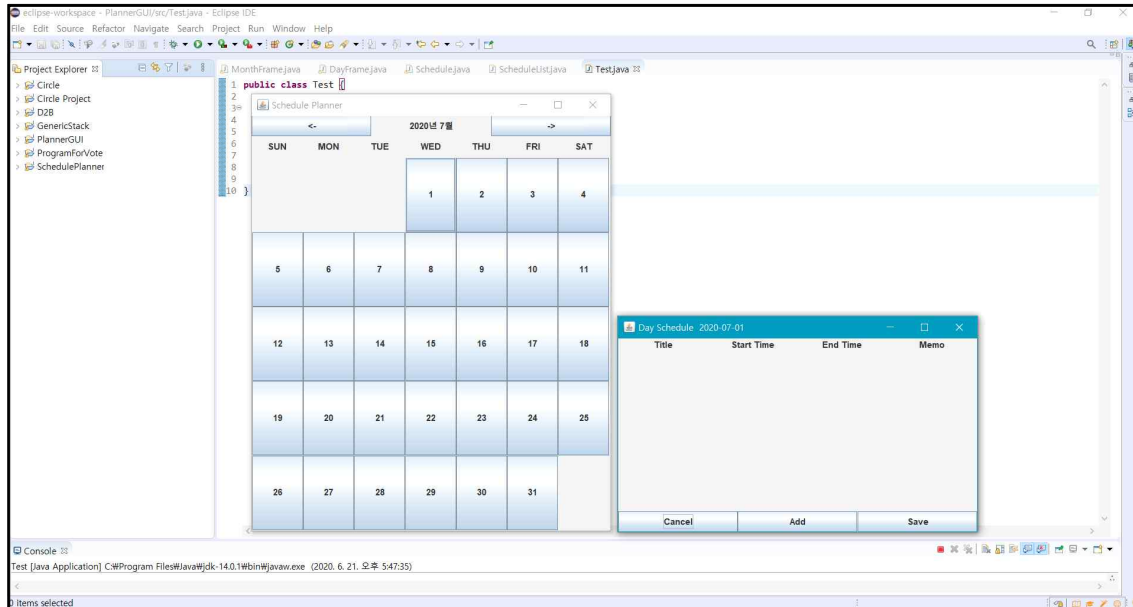 eclipse-workspace - PlannerGUI/src/Test.java - Eclipse IDE
File Edit Source Refactor Navigate Search Project Run Window Help
Project Explorer
MonthFrame.java DayFrame.java Schedule.java ScheduleList.java Test.java
Circle
Circle Project
D2B
GenericStack
PlannerGUI
ProgramForVote
SchedulePlanner
1 public class Test {
2
3
4
5
6
7
8
9
10 }
Schedule Planner
<- 2020년 7월 ->
SUN MON TUE WED THU FRI SAT
1 2 3 4
5 6 7 8 9 10 11
12 13 14 15 16 17 18
19 20 21 22 23 24 25
26 27 28 29 30 31
Day Schedule 2020-07-01
Title Start Time End Time Memo
Cancel Add Save
Console
Test [Java Application] C:₩Program Files₩Java₩jdk-14.0.1₩bin₩javaw.exe (2020. 6. 21. 오후 5:47:35)
items selected